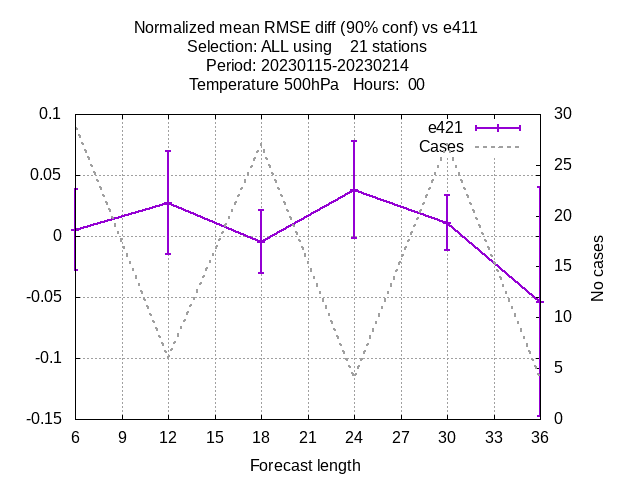 Normalized mean RMSE diff (90% conf) vs e411
Selection: ALL using    21 stations
Period: 20230115-20230214
Temperature 500hPa   Hours:  00
e421
Cases
0.1
0.05
0
-0.05
-0.1
-0.15
30
25
20
15
10
5
0
No cases
6 9 12 15 18 21 24 27 30 33 36
Forecast length